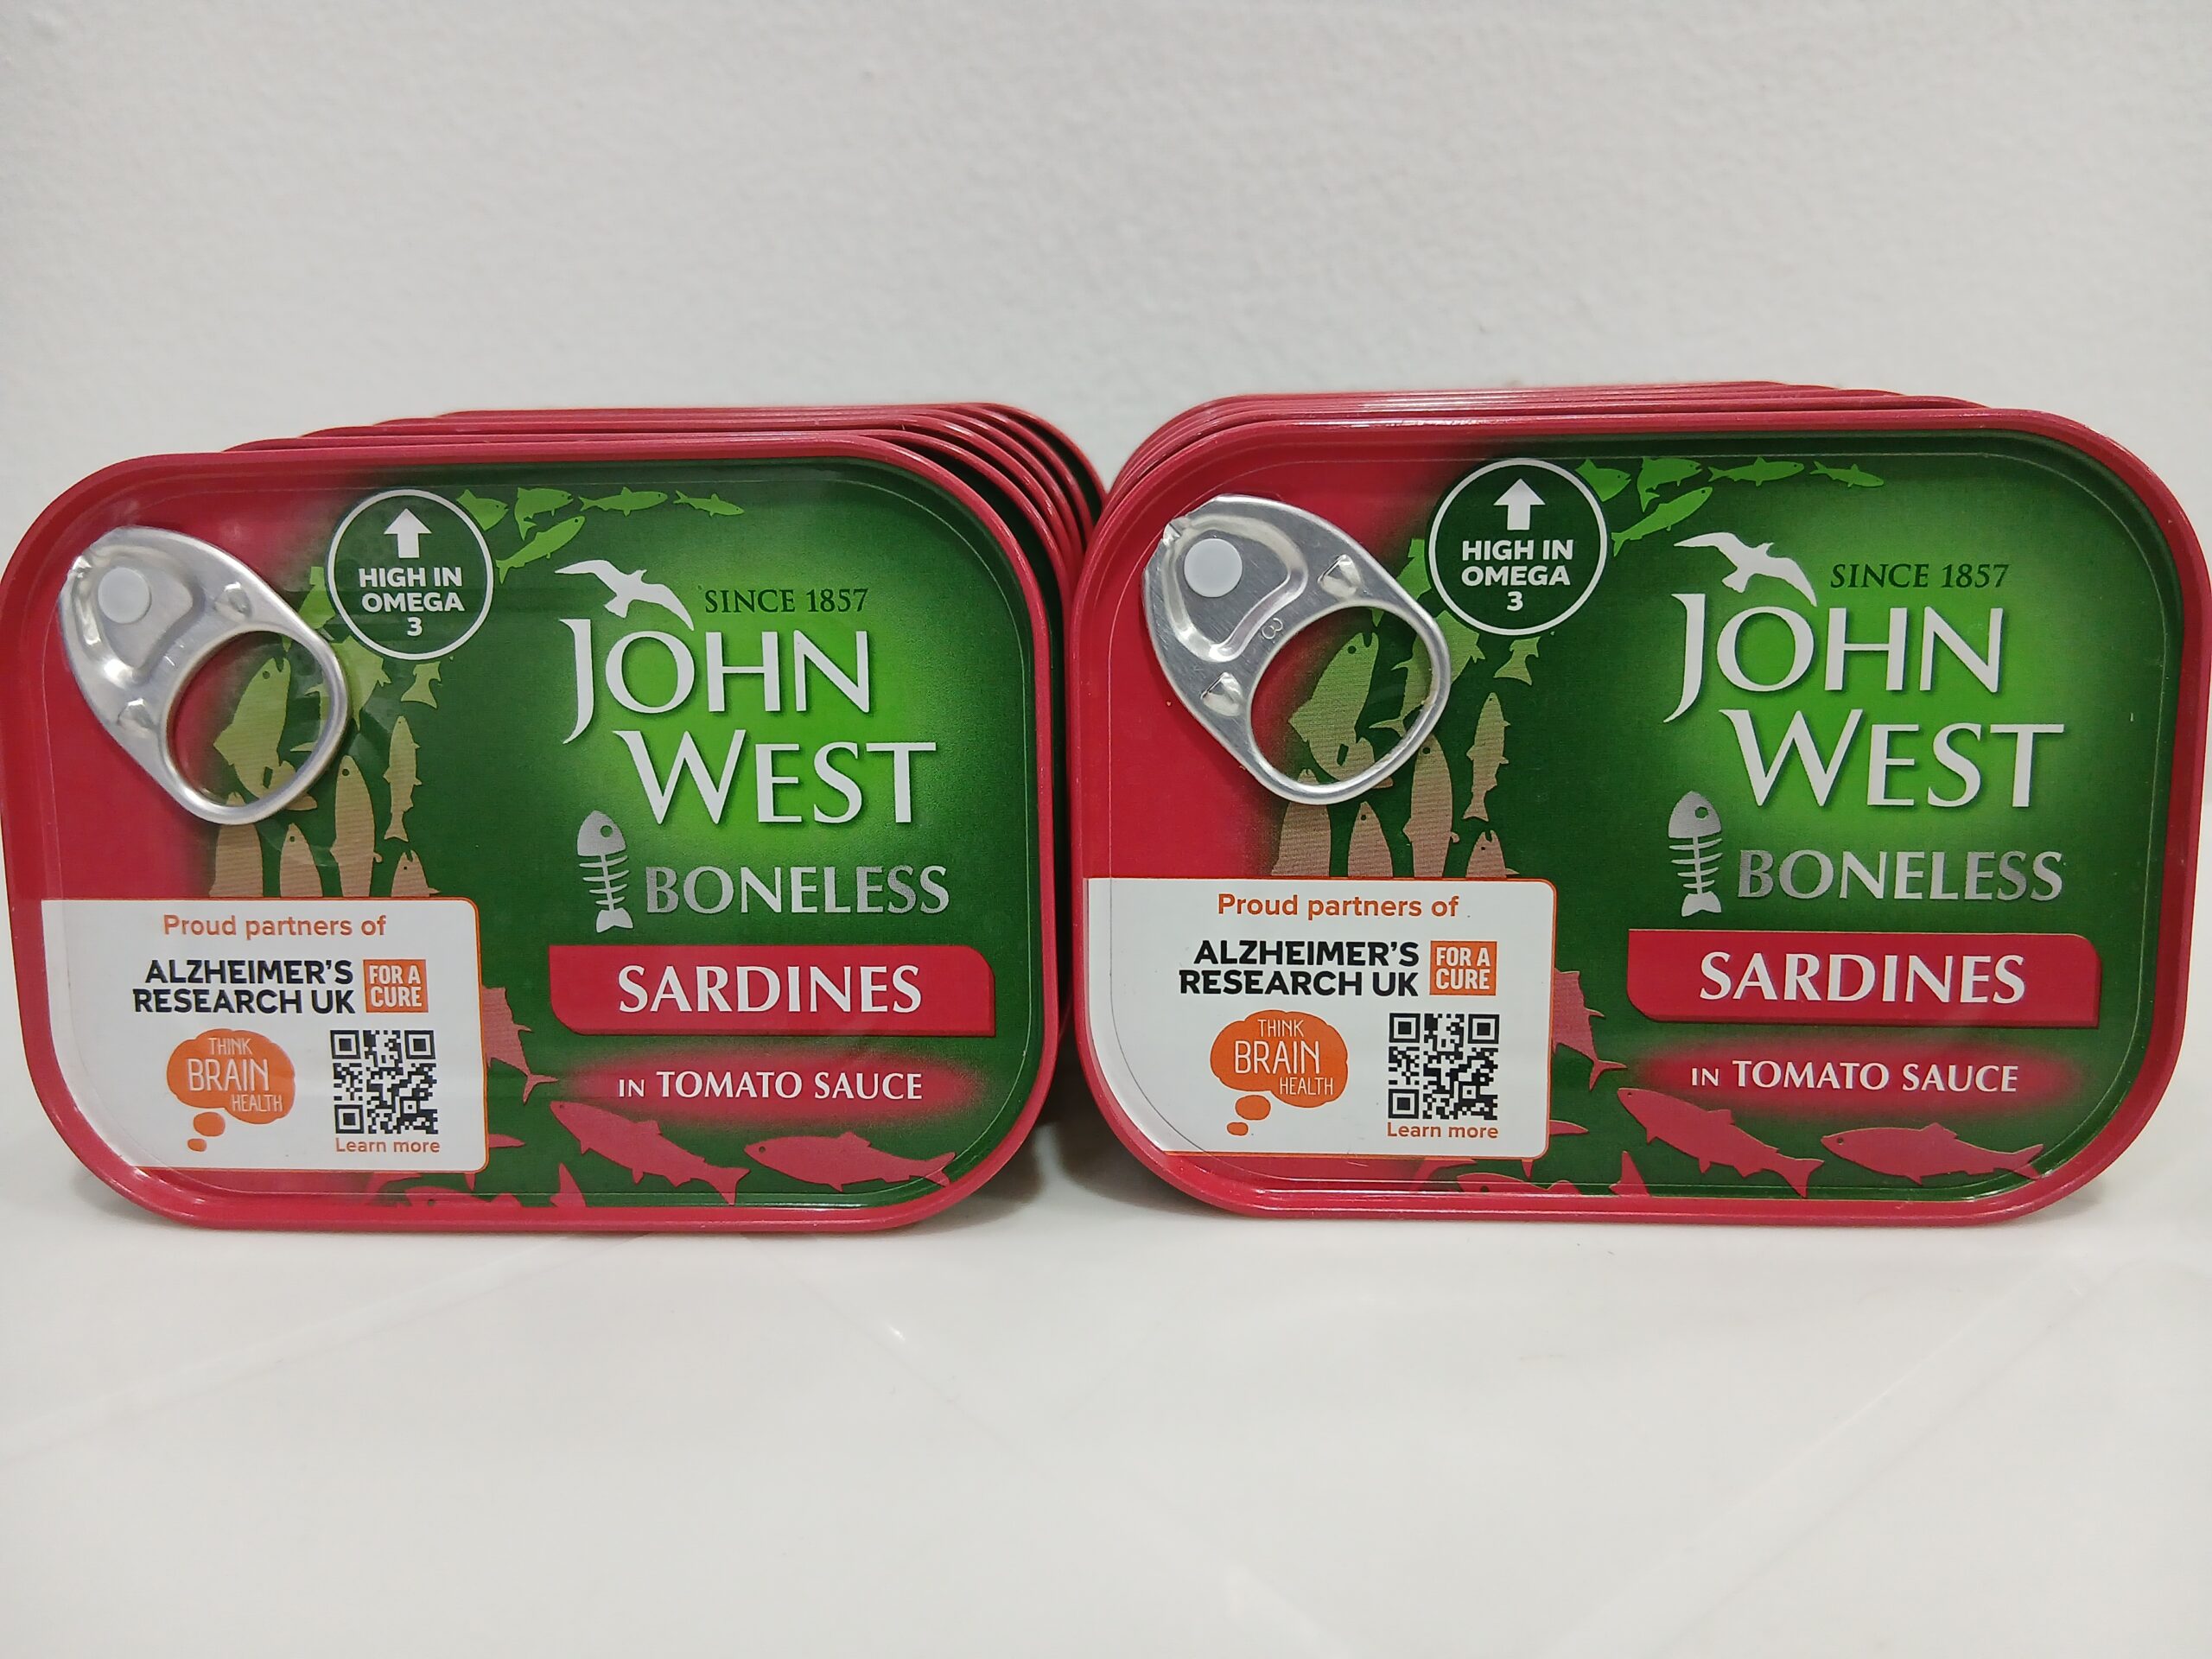 HIGH IN
OMEGA
3
SINCE 1857
JOHN
WEST
BONELESS
SARDINES
IN TOMATO SAUCE
Proud partners of
ALZHEIMER'S
RESEARCH UK
FOR A
CURE
THINK
BRAIN
HEALTH
Learn more
HIGH IN
OMEGA
3
3
SINCE 1857
JOHN
WEST
BONELESS
SARDINES
IN TOMATO SAUCE
Proud partners of
ALZHEIMER'S
RESEARCH UK
FOR A
CURE
THINK
BRAIN
HEALTH
Learn more